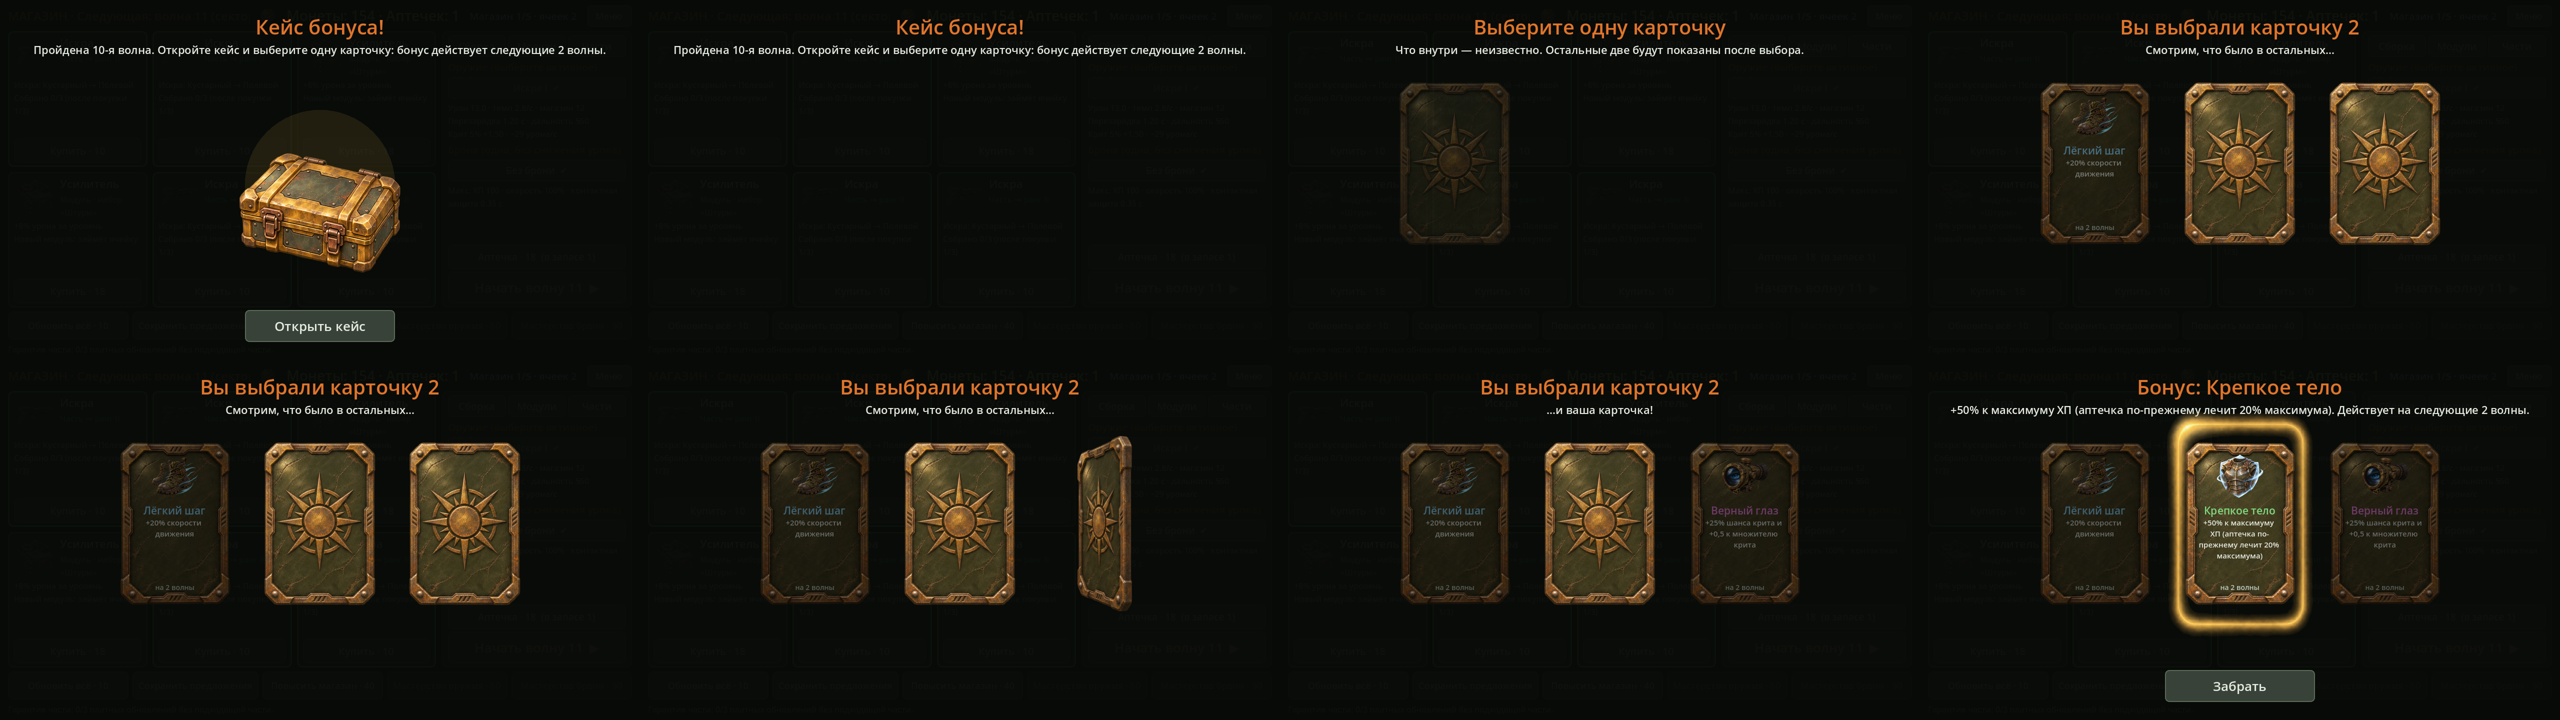 Кейс бонуса!
Пройдена 10-я волна. Откройте кейс и выберите одну карточку: бонус действует следующие 2 волны.
Открыть кейс
Кейс бонуса!
Пройдена 10-я волна. Откройте кейс и выберите одну карточку: бонус действует следующие 2 волны.
Выберите одну карточку
Что внутри — неизвестно. Остальные две будут показаны после выбора.
Вы выбрали карточку 2
Смотрим, что было в остальных...
Лёгкий шаг
+20% скорости
движения
на 2 волны
Вы выбрали карточку 2
Смотрим, что было в остальных...
Лёгкий шаг
+20% скорости
движения
на 2 волны
Вы выбрали карточку 2
Смотрим, что было в остальных...
Лёгкий шаг
+20% скорости
движения
на 2 волны
Вы выбрали карточку 2
...и ваша карточка!
Лёгкий шаг
+20% скорости
движения
на 2 волны
Верный глаз
+25% шанса крита и
+0,5 к множителю
крита
на 2 волны
Бонус: Крепкое тело
+50% к максимуму ХП (аптечка по-прежнему лечит 20% максимума). Действует на следующие 2 волны.
Лёгкий шаг
+20% скорости
движения
на 2 волны
Крепкое тело
+50% к максимуму
ХП (аптечка по-
прежнему лечит 20%
максимума)
на 2 волны
Верный глаз
+25% шанса крита и
+0,5 к множителю
крита
на 2 волны
Забрать